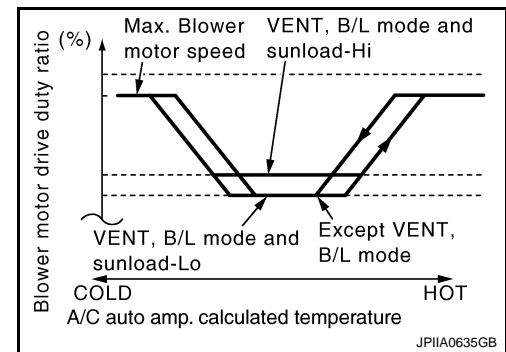 Blower motor drive duty ratio
(%)
Max. Blower
motor speed
VENT, B/L mode and
sunload-Hi
VENT, B/L mode and
sunload-Lo
Except VENT,
B/L mode
COLD
HOT
A/C auto amp. calculated temperature
JPIIA0635GB